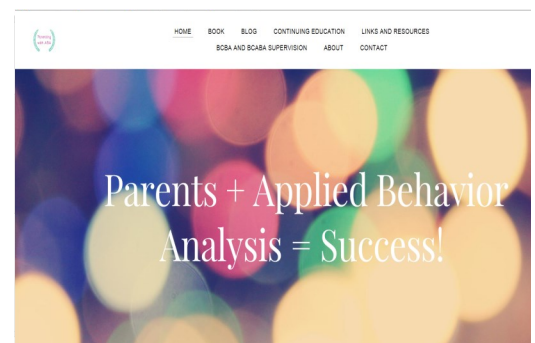 HOME BOOK BLOG CONTINUING EDUCATION LINKS AND RESOURCES
BCBA AND BCABA SUPERVISION ABOUT CONTACT
Parents + Applied Behavior
Analysis = Success!